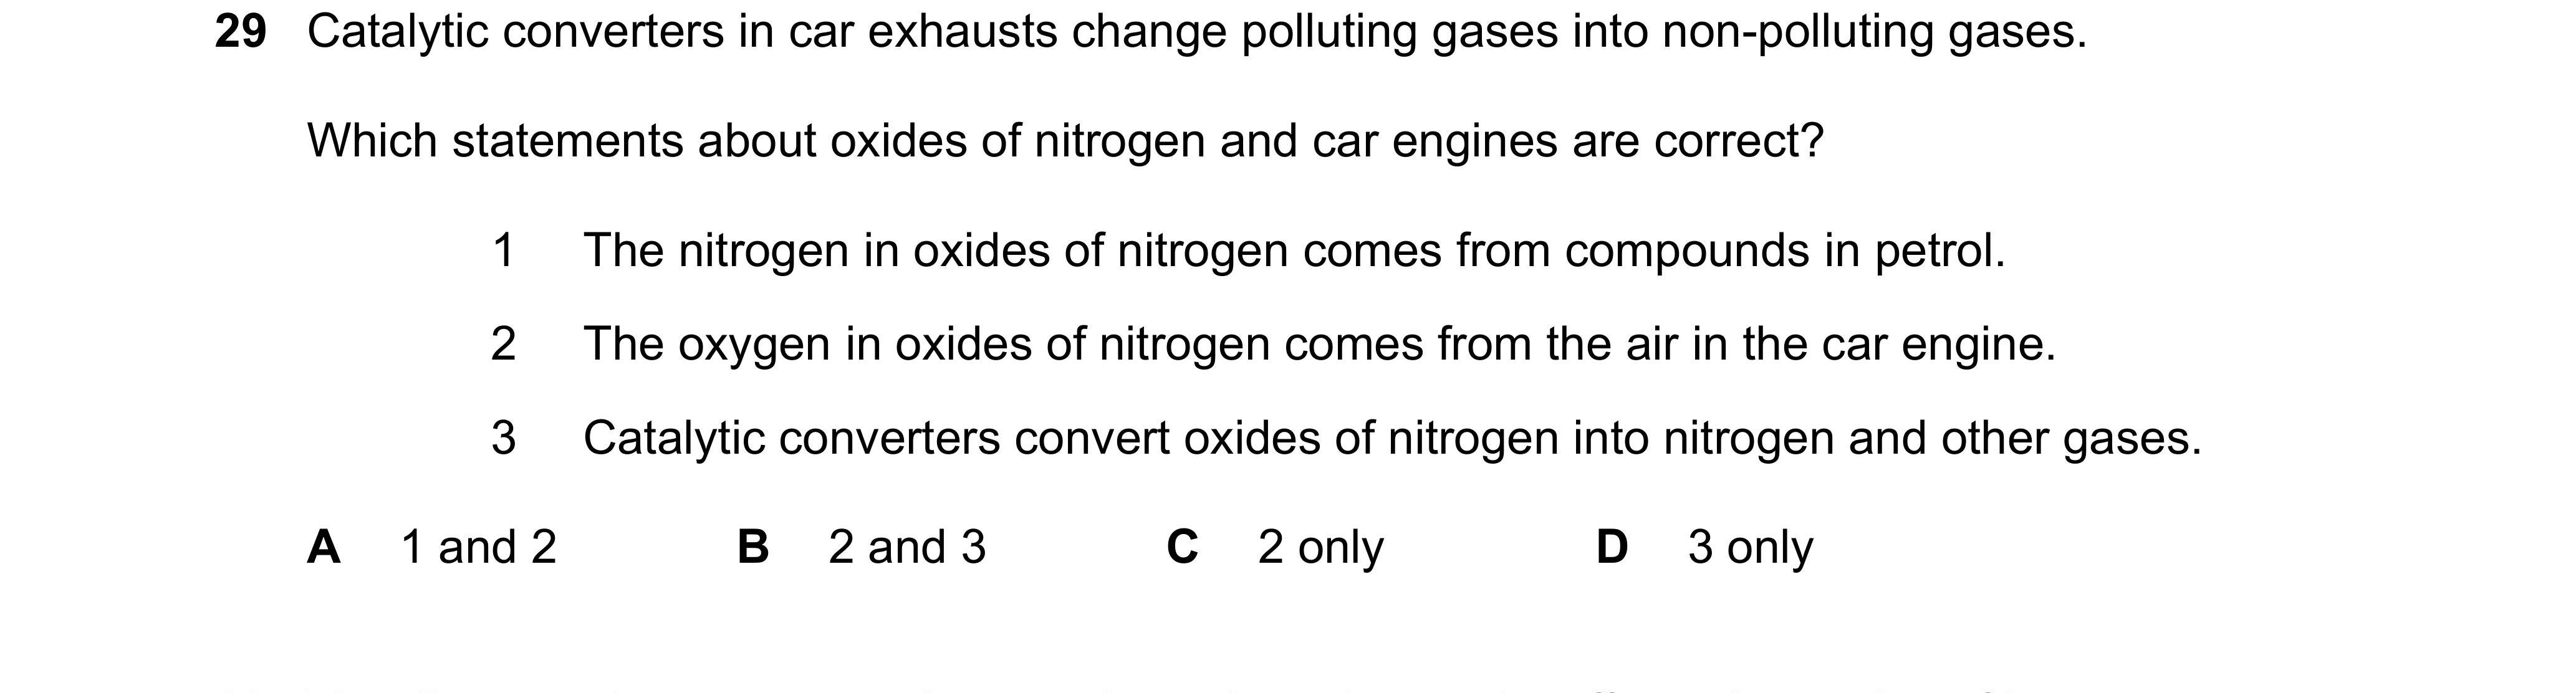 29 Catalytic converters in car exhausts change polluting gases into non-polluting gases.
Which statements about oxides of nitrogen and car engines are correct?
1 The nitrogen in oxides of nitrogen comes from compounds in petrol.
2 The oxygen in oxides of nitrogen comes from the air in the car engine.
3 Catalytic converters convert oxides of nitrogen into nitrogen and other gases.
A 1 and 2 B 2 and 3 C 2 only D 3 only